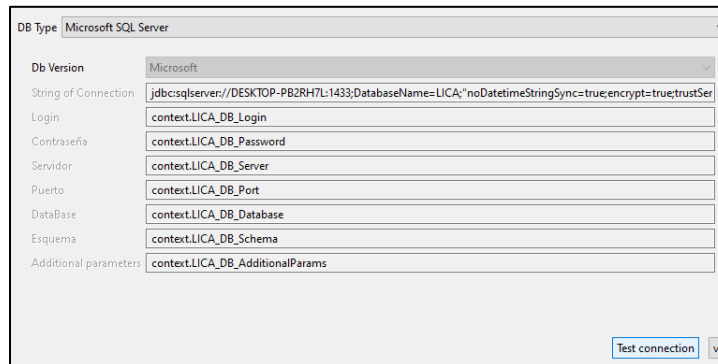 DB Type Microsoft SQL Server
Db Version Microsoft
String of Connection jdbc:sqlserver://DESKTOP-PB2RH7L:1433;DatabaseName=LICA;"noDatetimeStringSync=true;encrypt=true;trustSer
Login context.LICA_DB_Login
Contraseña context.LICA_DB_Password
Servidor context.LICA_DB_Server
Puerto context.LICA_DB_Port
DataBase context.LICA_DB_Database
Esquema context.LICA_DB_Schema
Additional parameters context.LICA_DB_AdditionalParams
Test connection v